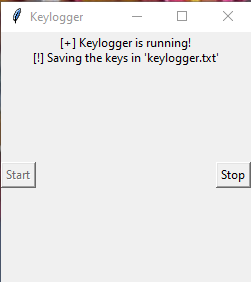 Keylogger
[+] Keylogger is running!
[!] Saving the keys in 'keylogger.txt'
Start
Stop